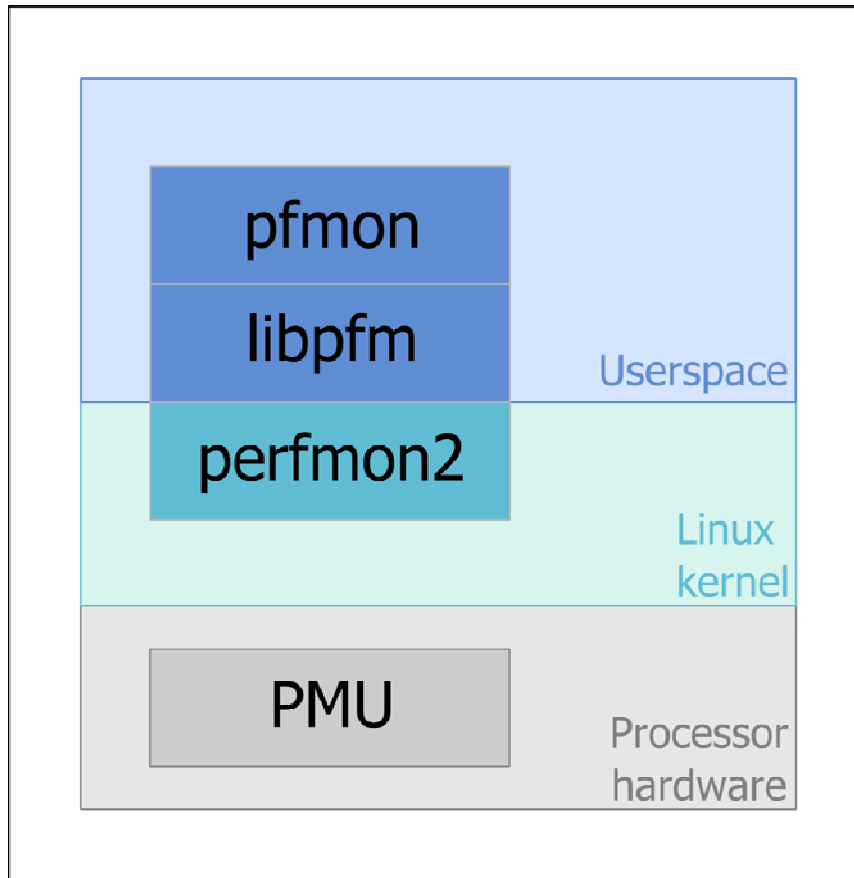 pfmon
libpfm
Userspace
perfmon2
Linux
kernel
PMU
Processor
hardware